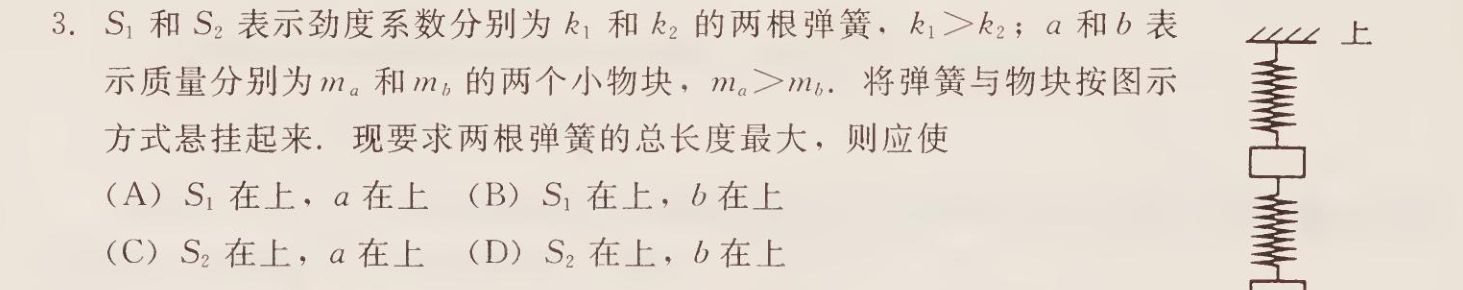 3. S₁ 和 S₂ 表示劲度系数分别为 k₁ 和 k₂ 的两根弹簧，k₁＞k₂；a 和 b 表
示质量分别为 mₐ 和 m_b 的两个小物块，mₐ＞m_b．将弹簧与物块按图示
方式悬挂起来．现要求两根弹簧的总长度最大，则应使
(A) S₁ 在上，a 在上 (B) S₁ 在上，b 在上
(C) S₂ 在上，a 在上 (D) S₂ 在上，b 在上
上